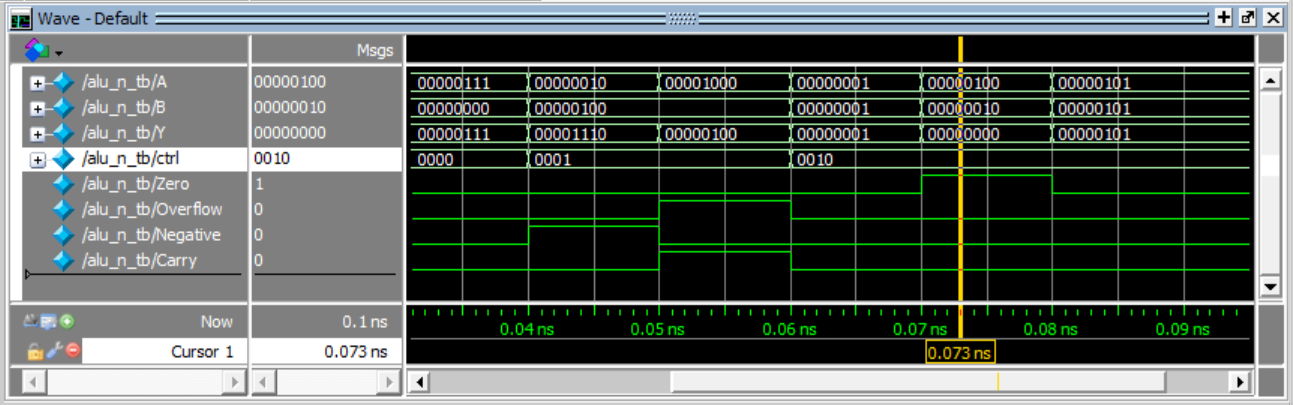 Wave - Default
Msgs
/alu_n_tb/A 00000100 00000111 00000010 00001000 00000001 00000100 00000101
/alu_n_tb/B 00000010 00000000 00000100 00000001 00000010 00000101
/alu_n_tb/Y 00000000 00000111 00001110 00000100 00000001 00000000 00000101
/alu_n_tb/ctrl 0010 0000 0001 0010
/alu_n_tb/Zero 1
/alu_n_tb/Overflow 0
/alu_n_tb/Negative 0
/alu_n_tb/Carry 0
Now 0.1 ns 0.04 ns 0.05 ns 0.06 ns 0.07 ns 0.08 ns 0.09 ns
Cursor 1 0.073 ns 0.073 ns